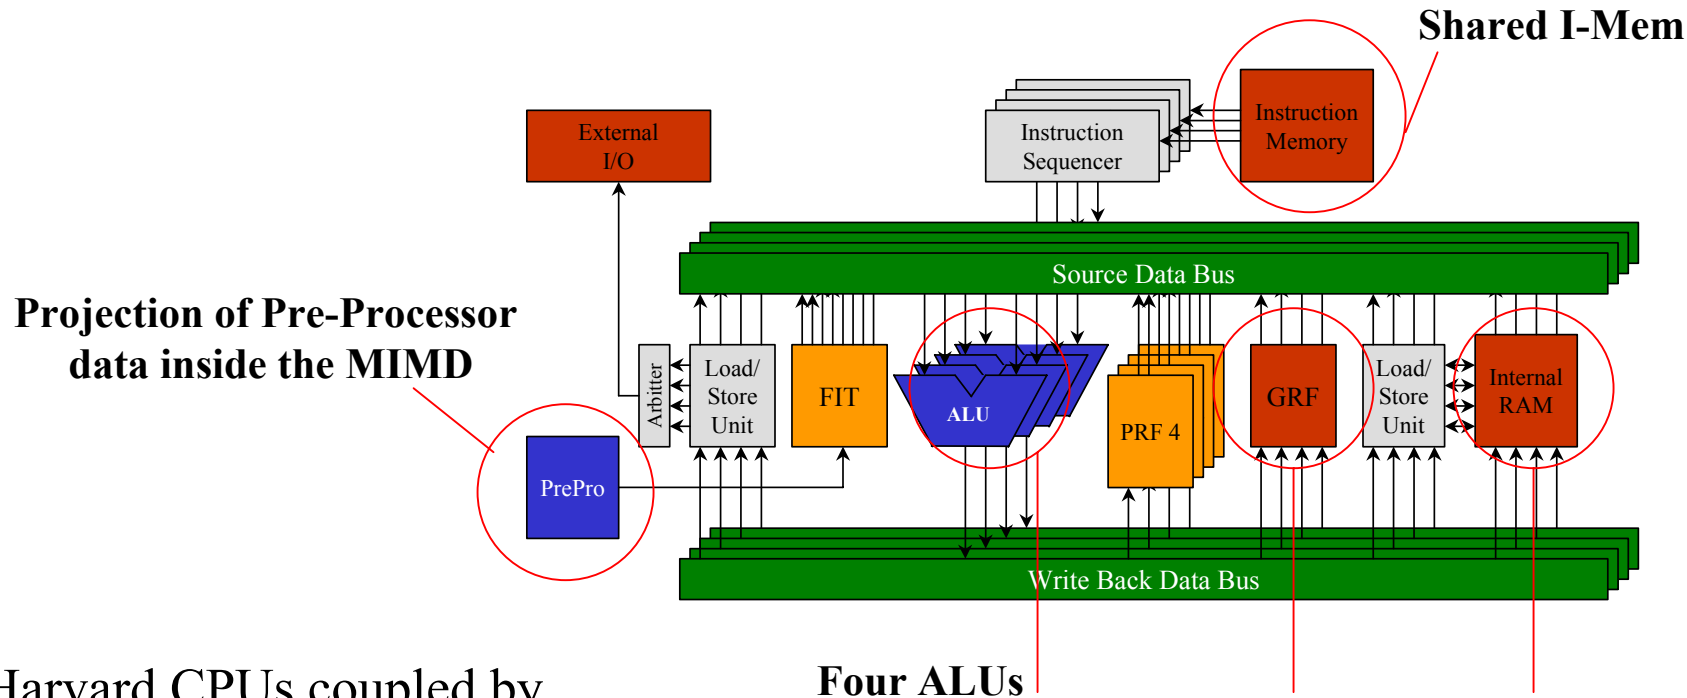 Shared I-Mem
External
I/O
Instruction
Sequencer
Instruction
Memory
Source Data Bus
Projection of Pre-Processor
data inside the MIMD
Arbitter
Load/
Store
Unit
FIT
ALU
PRF 4
GRF
Load/
Store
Unit
Internal
RAM
PrePro
Write Back Data Bus
Harvard CPUs coupled by
Four ALUs